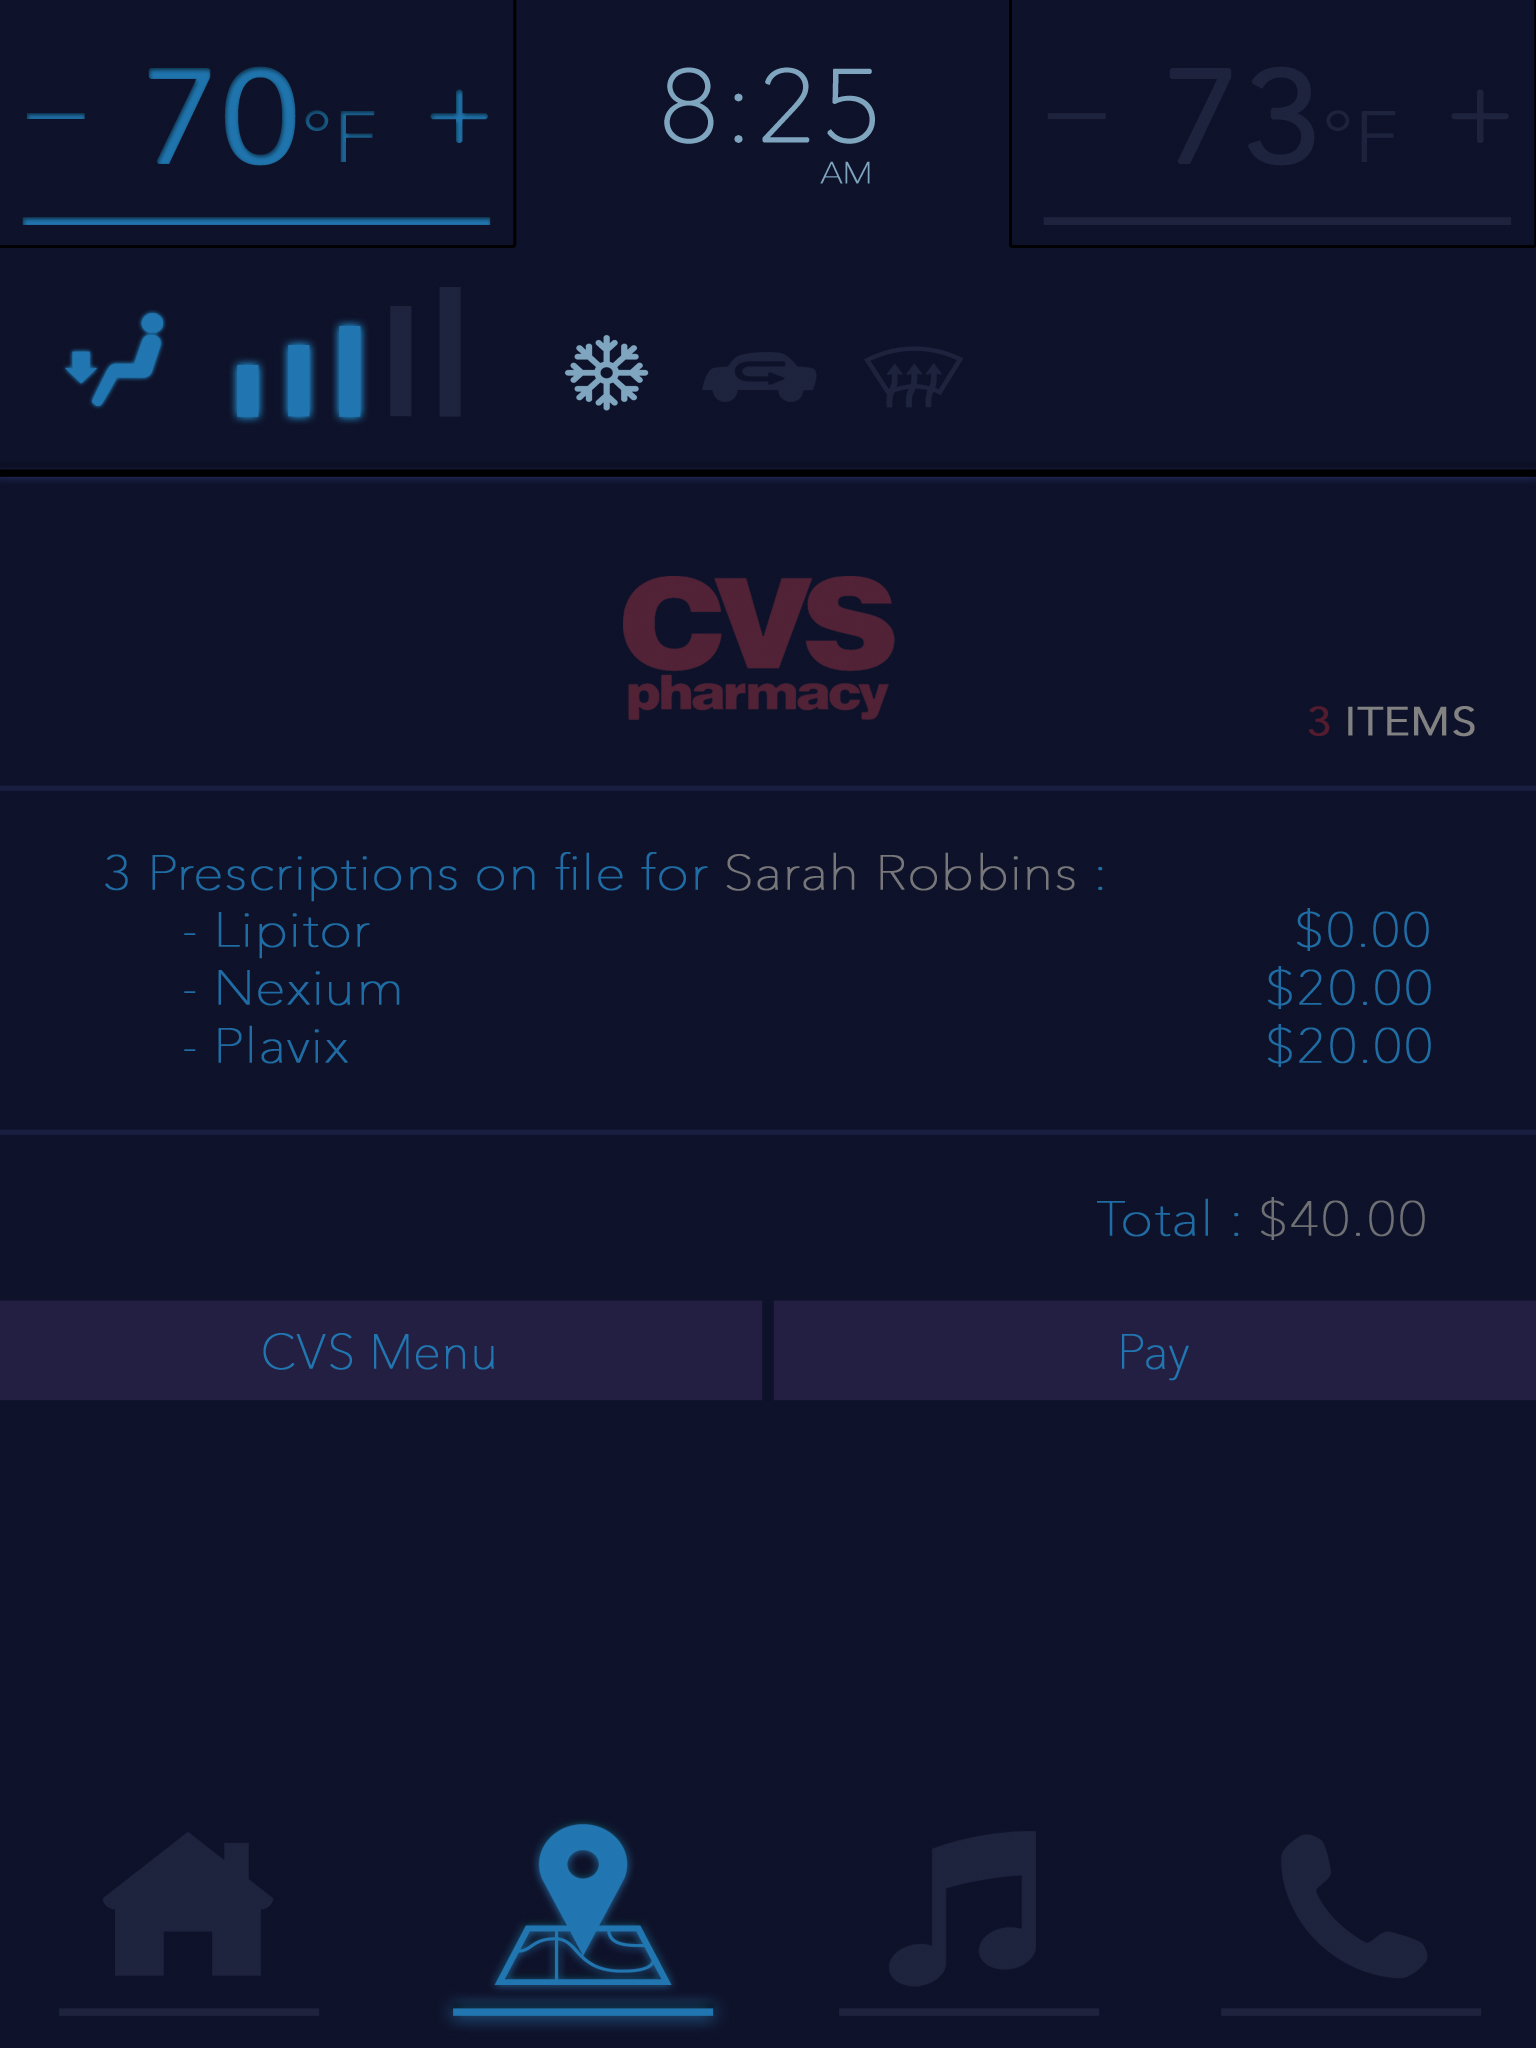 − 70°F +
8:25
AM
− 73°F +
CVS
pharmacy
3 ITEMS
3 Prescriptions on file for Sarah Robbins :
- Lipitor $0.00
- Nexium $20.00
- Plavix $20.00
Total : $40.00
CVS Menu
Pay